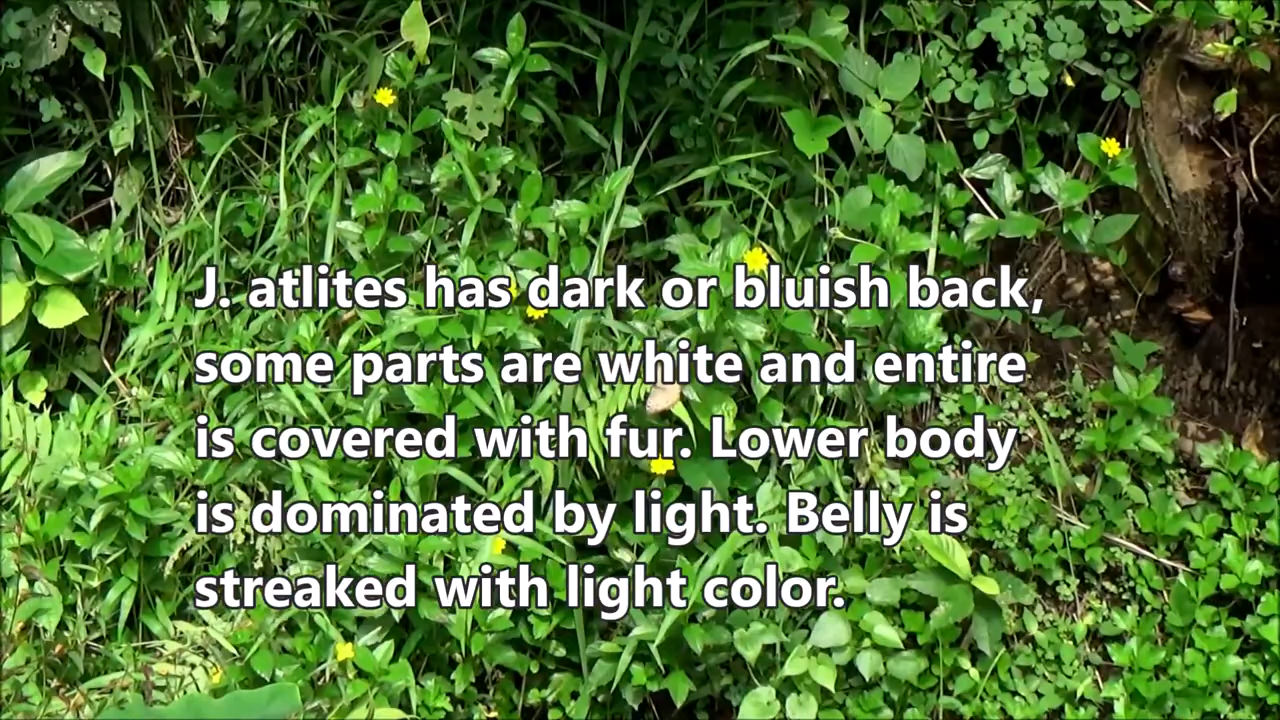 J. atlites has dark or bluish back,
some parts are white and entire
is covered with fur. Lower body
is dominated by light. Belly is
streaked with light color.